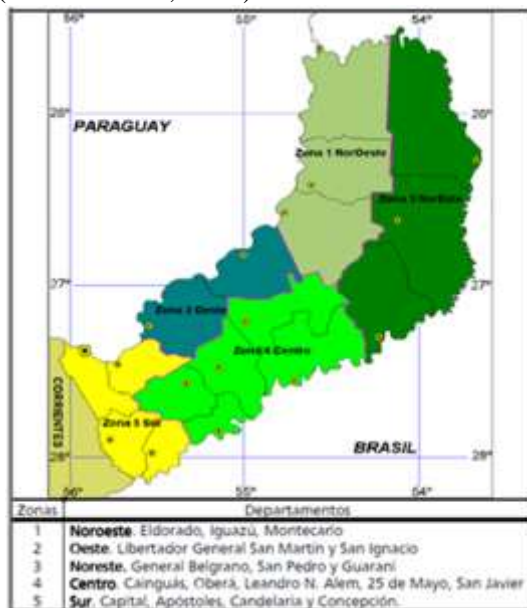 56° 55° 54°
26° 26°
PARAGUAY
Zona 1 NorOeste
Zona 3 NorEste
27° 27°
Zona 2 Oeste
Zona 4 Centro
CORRIENTES
Zona 5 Sur
BRASIL
28° 28°
56° 55° 54°
Zonas Departamentos
1 Noroeste. Eldorado, Iguazú, Montecarlo
2 Oeste. Libertador General San Martín y San Ignacio
3 Noreste. General Belgrano, San Pedro y Guaraní
4 Centro. Cainguás, Oberá, Leandro N. Alem, 25 de Mayo, San Javier
5 Sur. Capital, Apóstoles, Candelaria y Concepción.